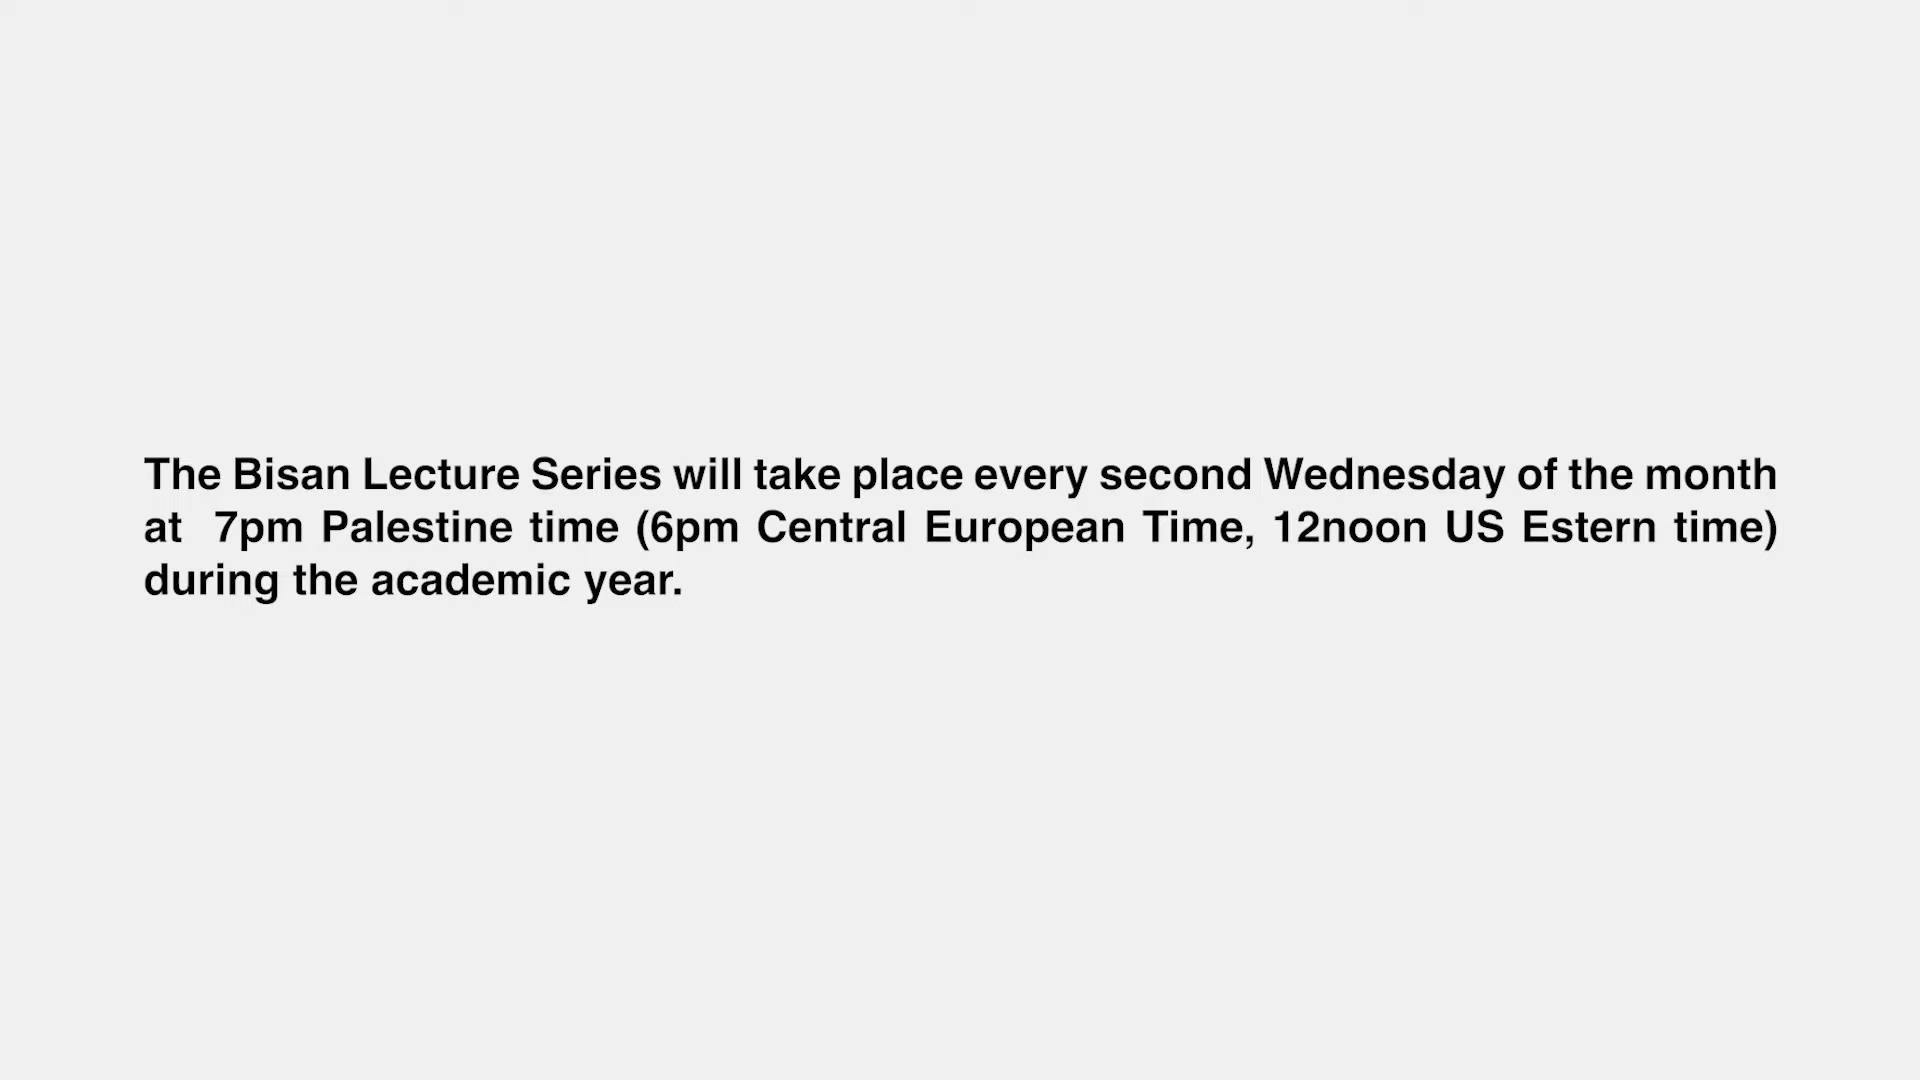 The Bisan Lecture Series will take place every second Wednesday of the month
at  7pm Palestine time (6pm Central European Time, 12noon US Estern time)
during the academic year.